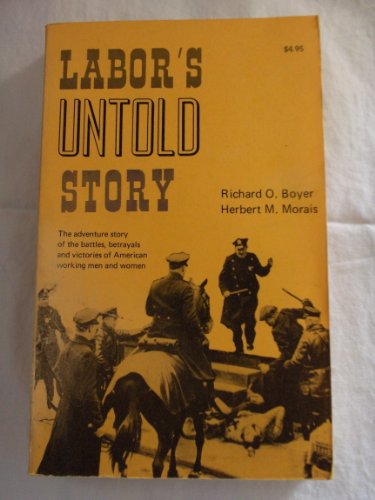 $4.95
LABOR'S
UNTOLD
STORY
Richard O. Boyer
Herbert M. Morais
The adventure story
of the battles, betrayals
and victories of American
working men and women